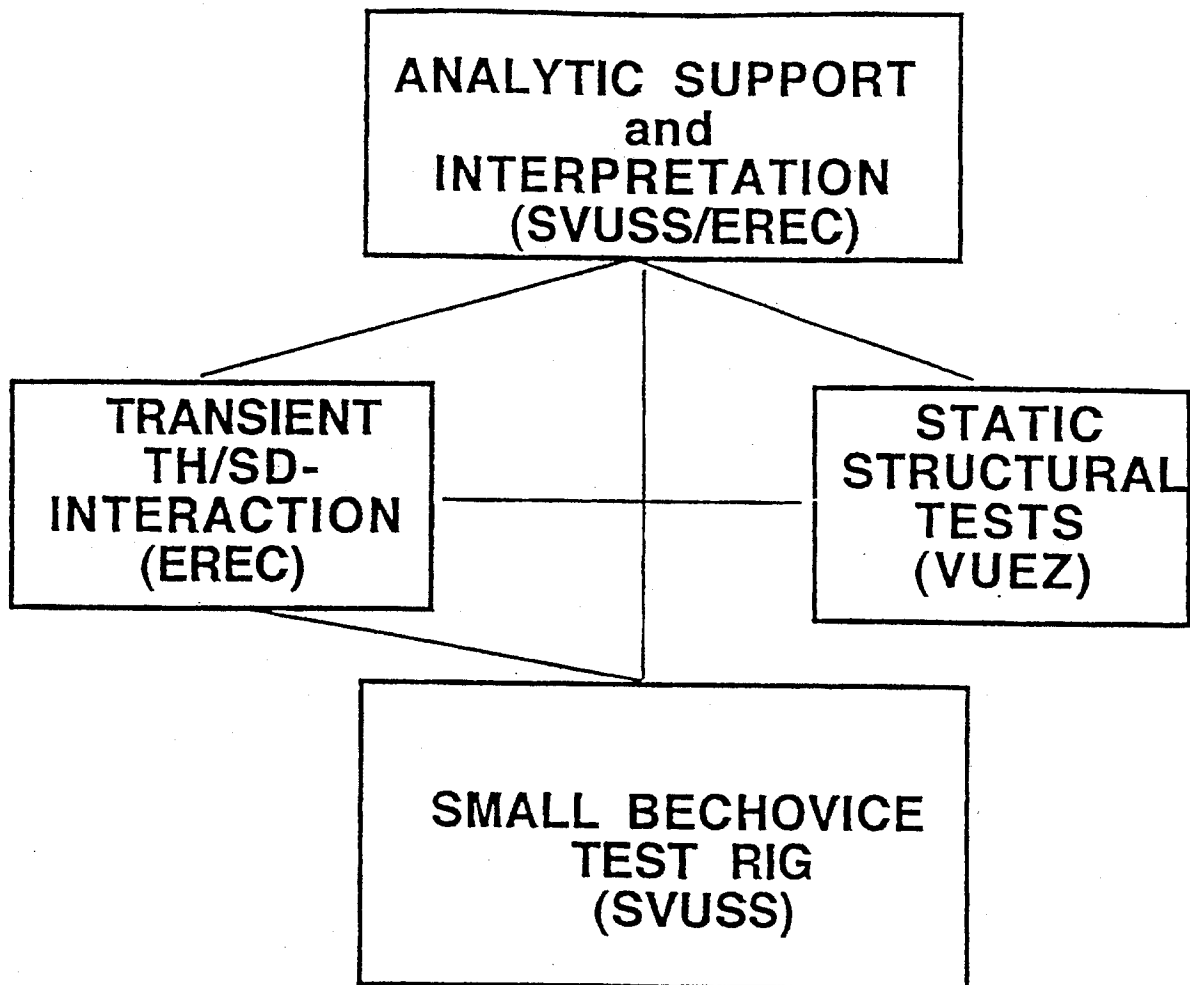 ANALYTIC SUPPORT
and
INTERPRETATION
(SVUSS/EREC)
TRANSIENT
TH/SD-
INTERACTION
(EREC)
STATIC
STRUCTURAL
TESTS
(VUEZ)
SMALL BECHOVICE
TEST RIG
(SVUSS)